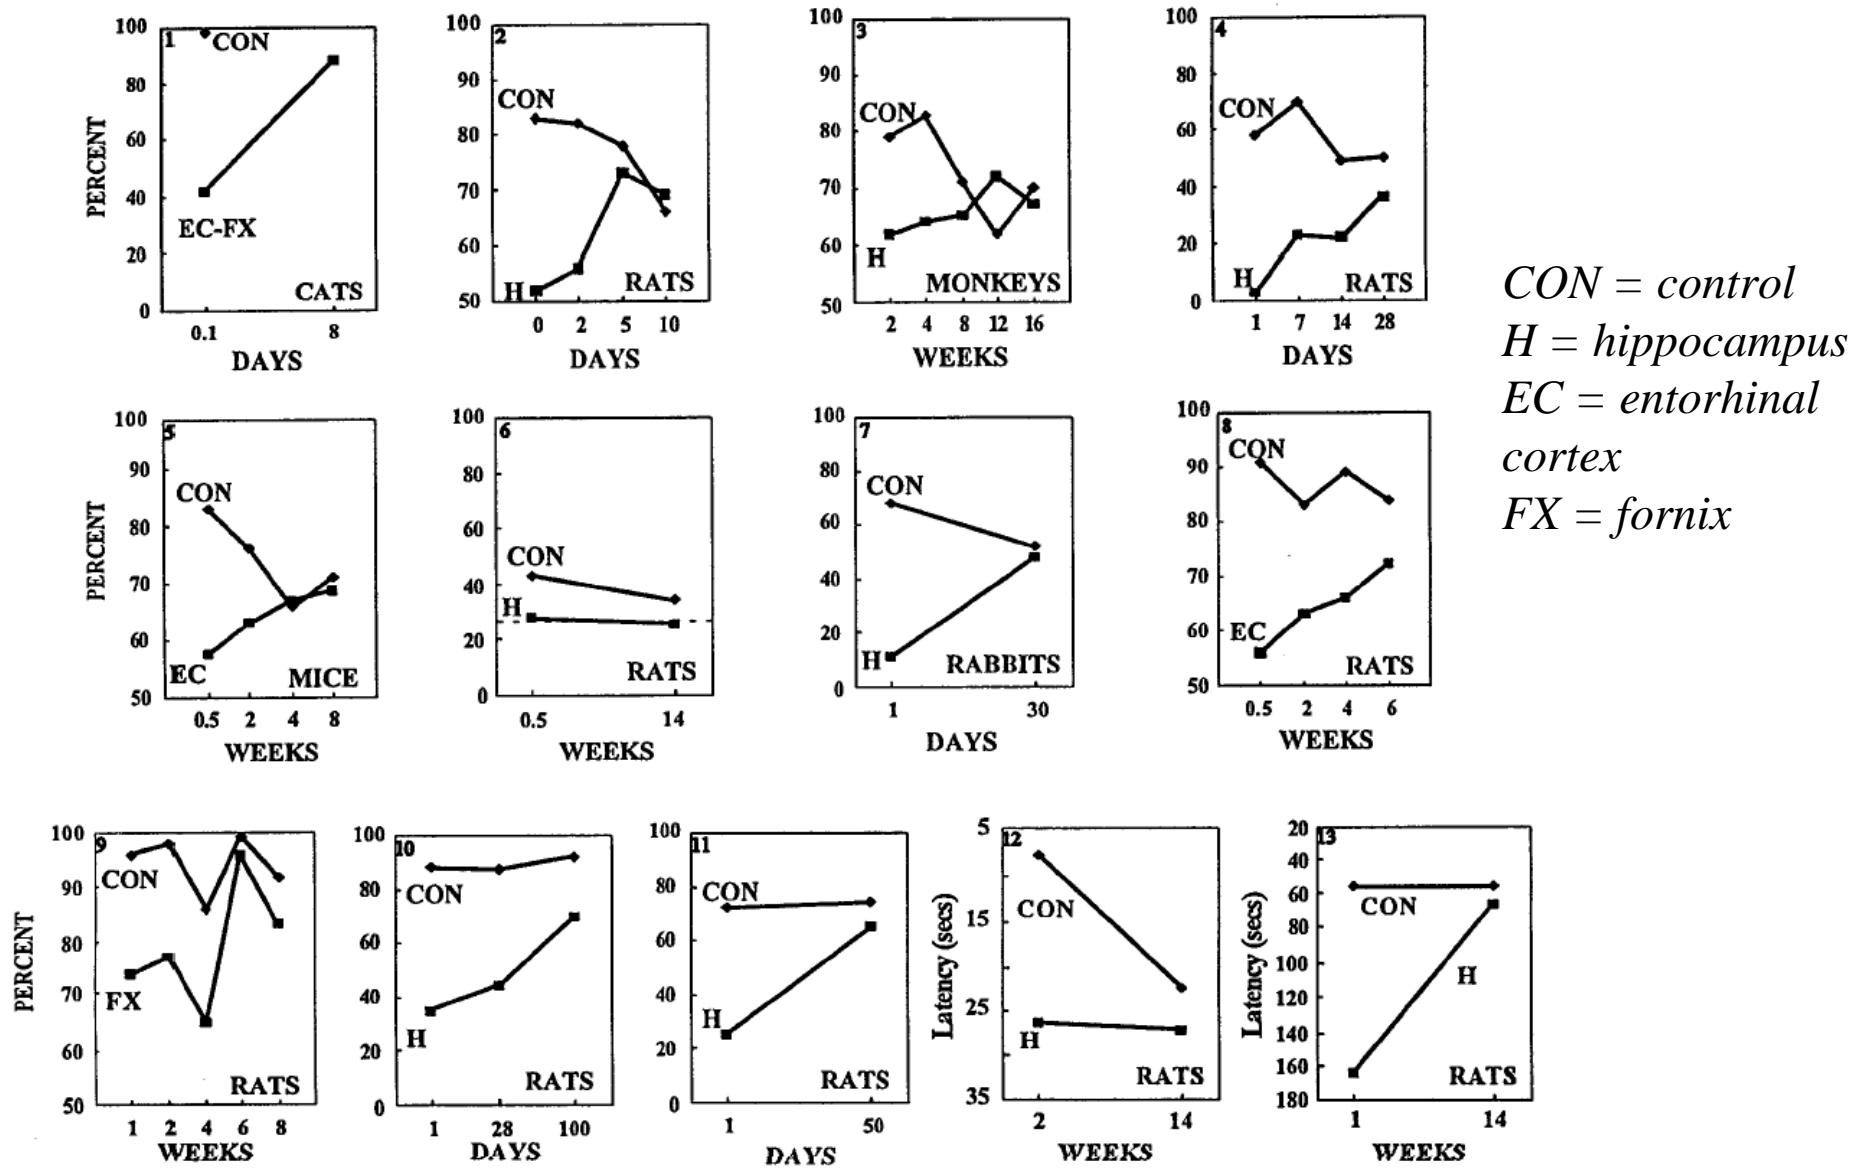 1
100
80
60
40
20
0
PERCENT
CON
EC-FX
CATS
0.1 8
DAYS
2
100
90
80
70
60
50
CON
H
RATS
0 2 5 10
DAYS
3
100
90
80
70
60
50
CON
H
MONKEYS
2 4 8 12 16
WEEKS
4
100
80
60
40
20
0
CON
H
RATS
1 7 14 28
DAYS
CON = control
H = hippocampus
EC = entorhinal
cortex
FX = fornix
5
100
90
80
70
60
50
PERCENT
CON
EC
MICE
0.5 2 4 8
WEEKS
6
100
80
60
40
20
0
CON
H
RATS
0.5 14
WEEKS
7
100
80
60
40
20
0
CON
H
RABBITS
1 30
DAYS
8
100
90
80
70
60
50
CON
EC
RATS
0.5 2 4 6
WEEKS
9
100
90
80
70
60
50
PERCENT
CON
FX
RATS
1 2 4 6 8
WEEKS
10
100
80
60
40
20
0
CON
H
RATS
1 28 100
DAYS
11
100
80
60
40
20
0
CON
H
RATS
1 50
DAYS
12
5
15
25
35
Latency (secs)
CON
H
RATS
2 14
WEEKS
13
20
40
60
80
100
120
140
160
180
Latency (secs)
CON
H
RATS
1 14
WEEKS